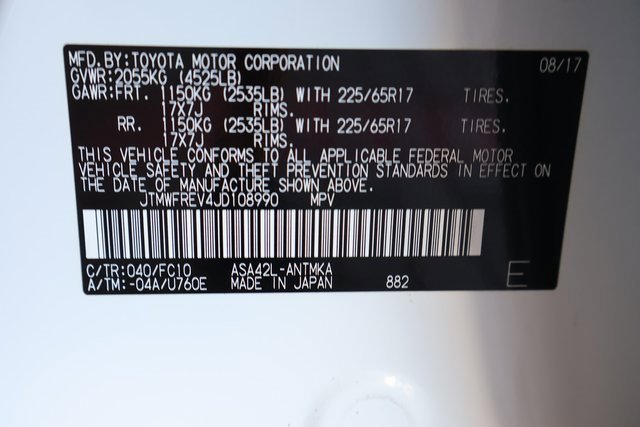 MFD.BY:TOYOTA MOTOR CORPORATION 08/17
GVWR:2055KG (4525LB)
GAWR:FRT. 1150KG (2535LB) WITH 225/65R17 TIRES.
17X7J RIMS.
RR. 1150KG (2535LB) WITH 225/65R17 TIRES.
17X7J RIMS.
THIS VEHICLE CONFORMS TO ALL APPLICABLE FEDERAL MOTOR
VEHICLE SAFETY AND THEFT PREVENTION STANDARDS IN EFFECT ON
THE DATE OF MANUFACTURE SHOWN ABOVE.
JTMWFREV4JD108990 MPV
C/TR:040/FC10 ASA42L-ANTMKA
A/TM:-04A/U760E MADE IN JAPAN 882 E